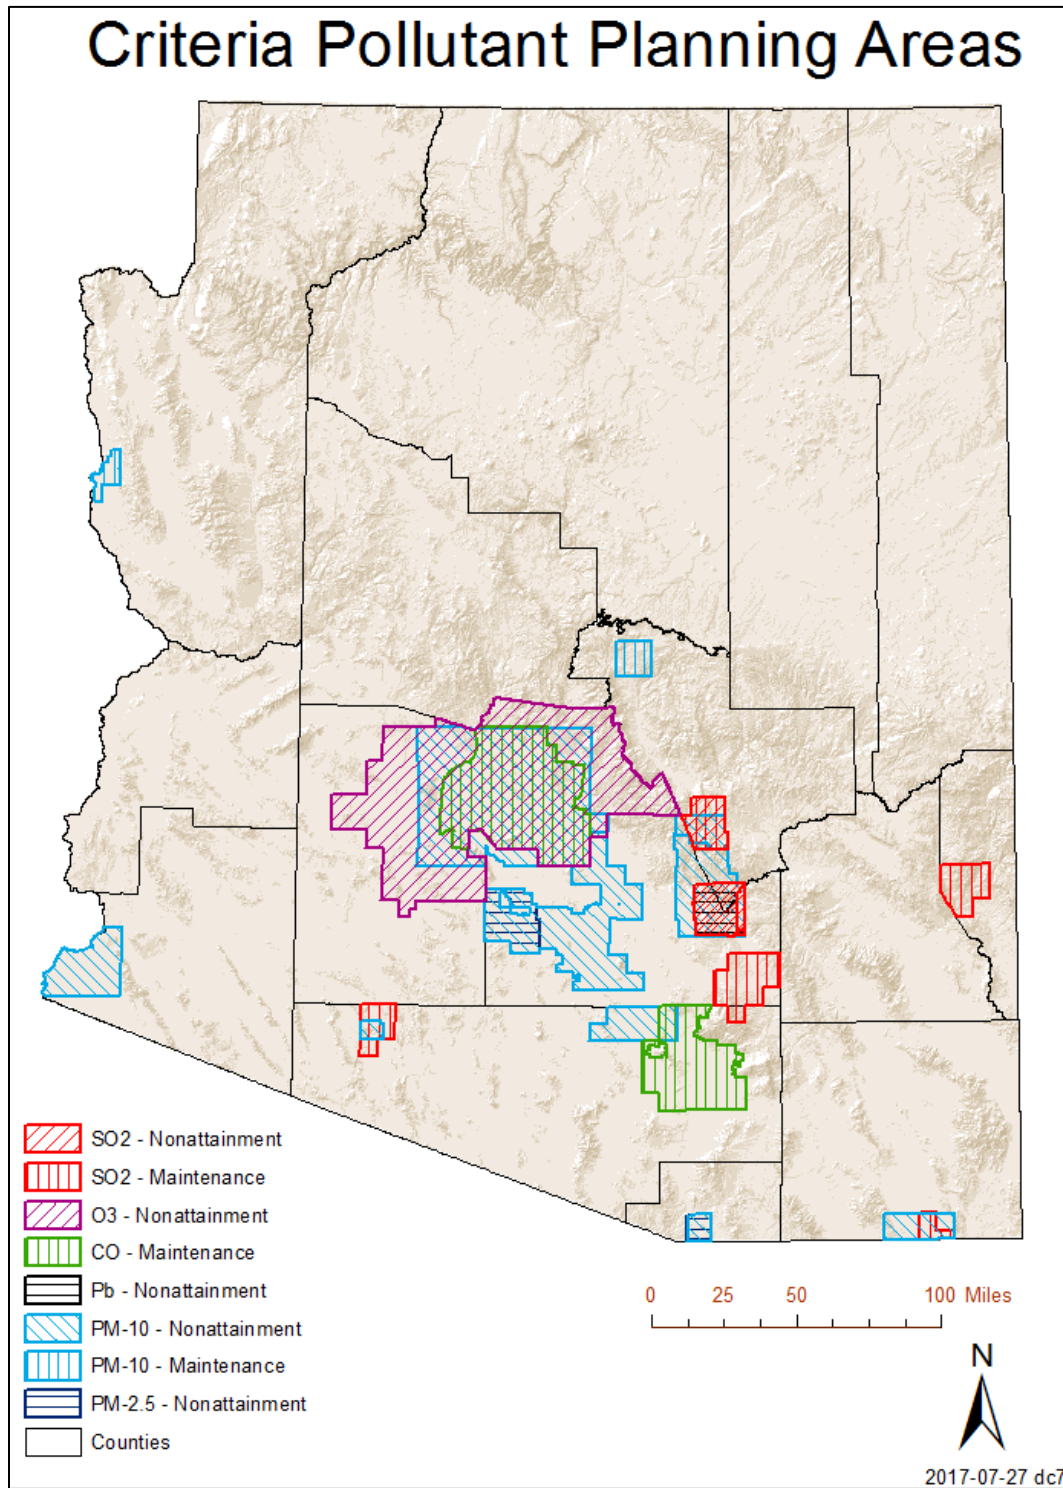 Criteria Pollutant Planning Areas
SO2 - Nonattainment
SO2 - Maintenance
O3 - Nonattainment
CO - Maintenance
Pb - Nonattainment
PM-10 - Nonattainment
PM-10 - Maintenance
PM-2.5 - Nonattainment
Counties
0 25 50 100 Miles
N
2017-07-27 dc7